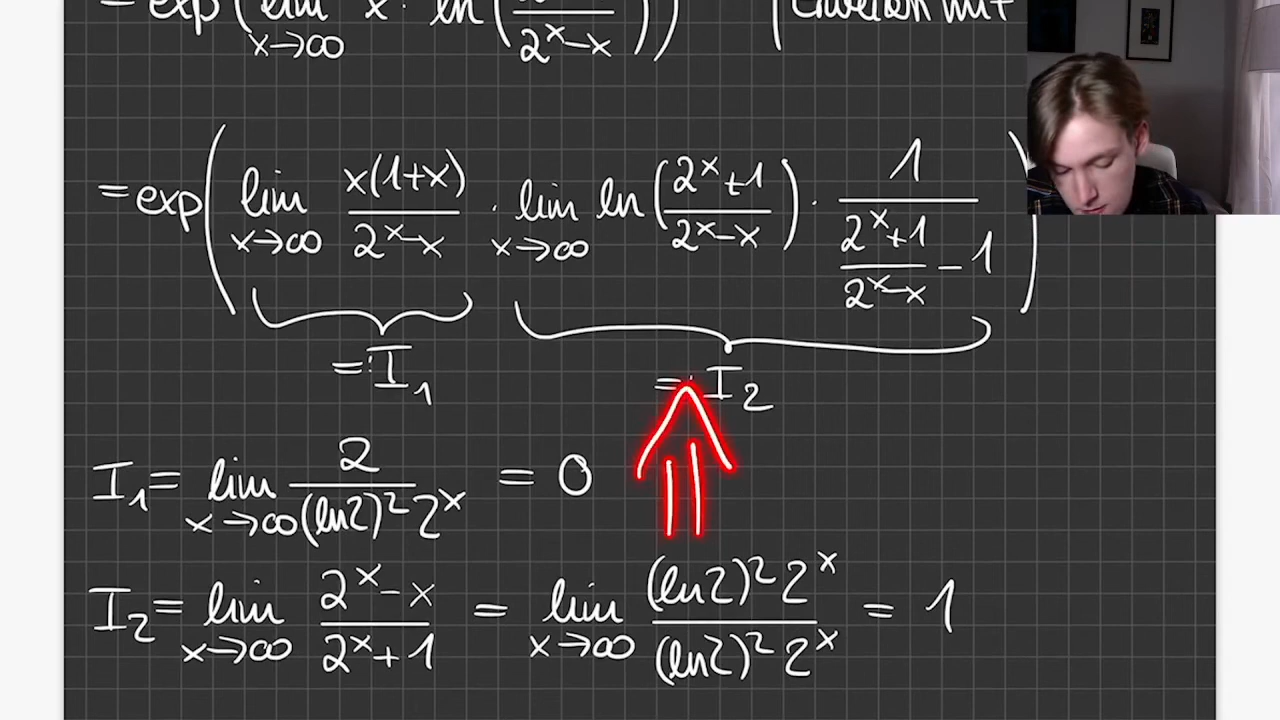 = exp( lim x→∞ x · ln( / 2^x-x ))
= exp( lim x→∞ x(1+x)/(2^x-x) · lim x→∞ ln( (2^x+1)/(2^x-x) ) · 1/( (2^x+1)/(2^x-x) - 1 ) )
=: I₁ =: I₂
I₁ = lim x→∞ 2/((ln2)² 2^x) = 0
I₂ = lim x→∞ (2^x-x)/(2^x+1) = lim x→∞ ((ln2)² 2^x)/((ln2)² 2^x) = 1